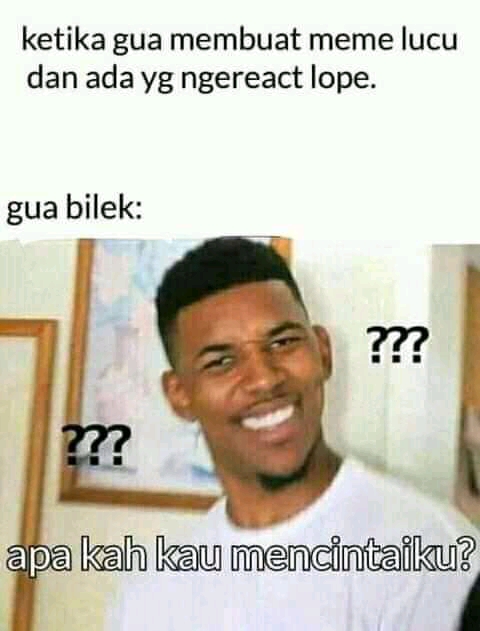 ketika gua membuat meme lucu
dan ada yg ngereact lope.
gua bilek:
???
???
apa kah kau mencintaiku?